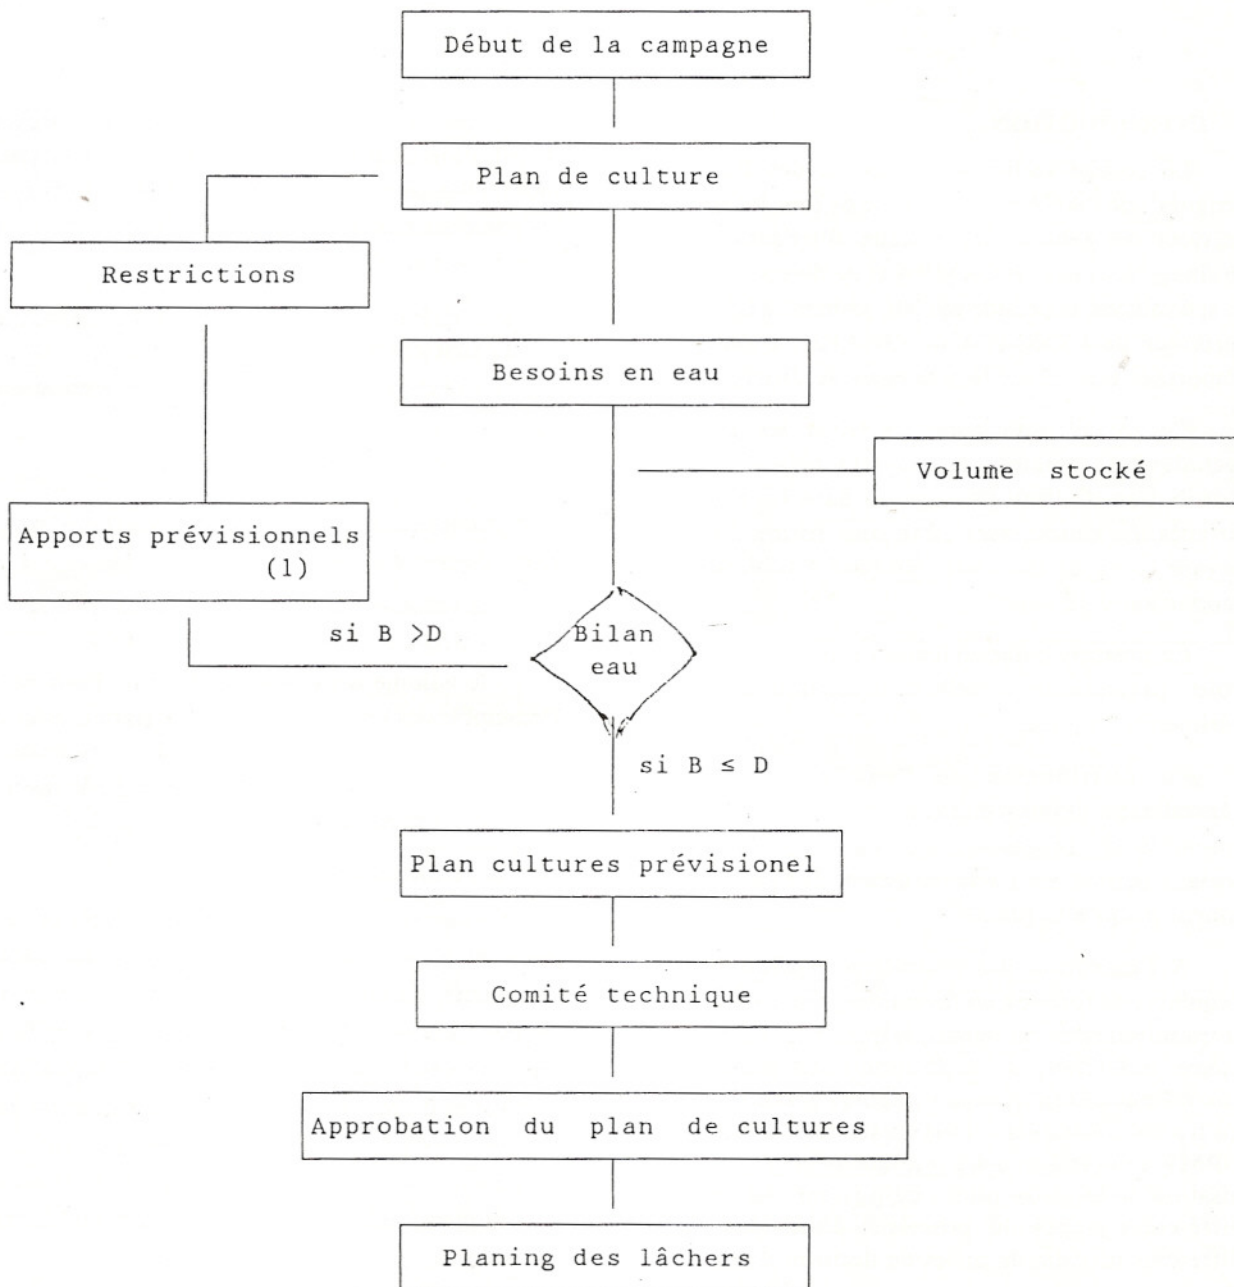 Début de la campagne
Plan de culture
Restrictions
Besoins en eau
Volume stocké
Apports prévisionnels
(1)
si B >D
Bilan
eau
si B ≤ D
Plan cultures prévisionel
Comité technique
Approbation du plan de cultures
Planing des lâchers